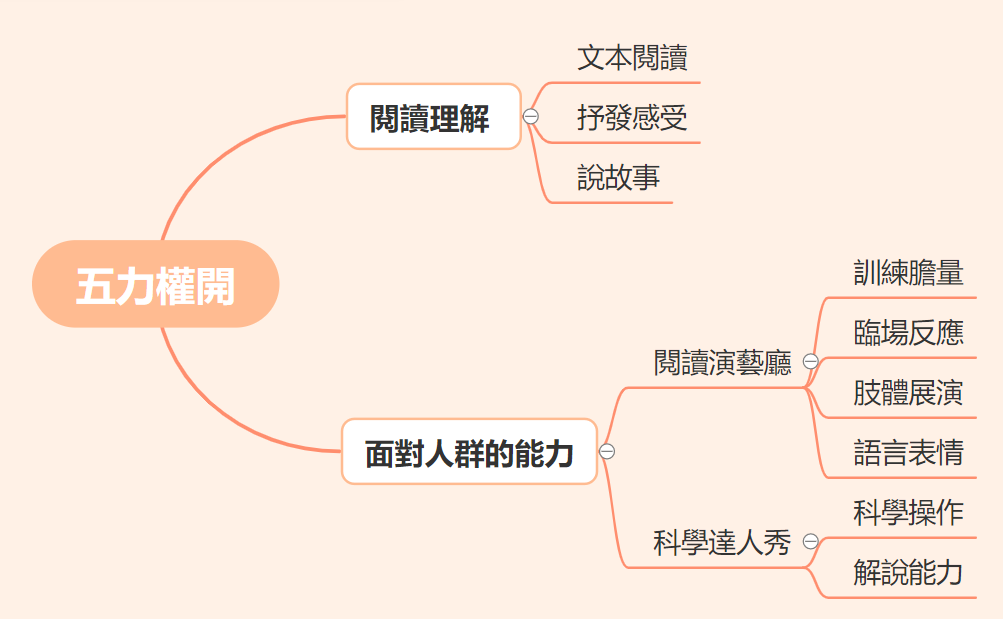 五力權開
閱讀理解
文本閱讀
抒發感受
說故事
面對人群的能力
閱讀演藝廳
訓練膽量
臨場反應
肢體展演
語言表情
科學達人秀
科學操作
解說能力